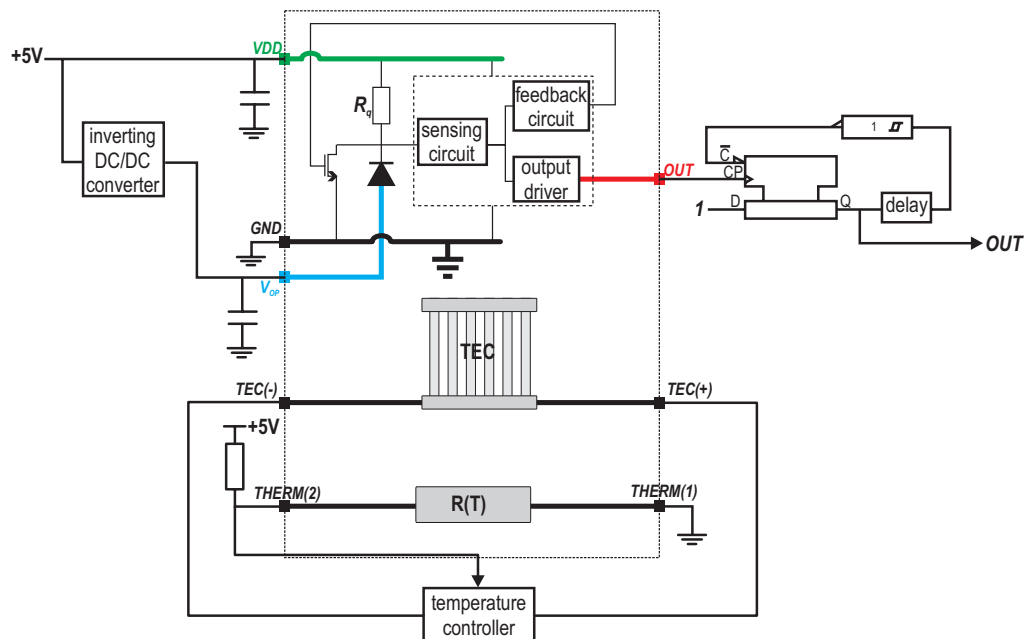 +5V
VDD
inverting
DC/DC
converter
Rq
sensing
circuit
feedback
circuit
output
driver
OUT
C̅
CP
1
D
Q
1
delay
OUT
GND
VOP
TEC
TEC(-)
TEC(+)
+5V
THERM(2)
R(T)
THERM(1)
temperature
controller